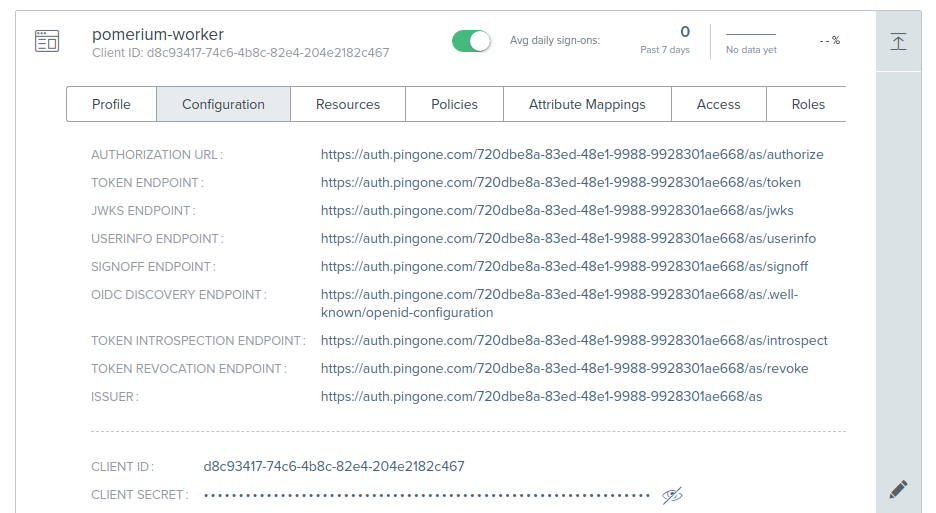 pomerium-worker
Client ID: d8c93417-74c6-4b8c-82e4-204e2182c467
Avg daily sign-ons:
0
Past 7 days
No data yet
--%
Profile Configuration Resources Policies Attribute Mappings Access Roles
AUTHORIZATION URL: https://auth.pingone.com/720dbe8a-83ed-48e1-9988-9928301ae668/as/authorize
TOKEN ENDPOINT: https://auth.pingone.com/720dbe8a-83ed-48e1-9988-9928301ae668/as/token
JWKS ENDPOINT: https://auth.pingone.com/720dbe8a-83ed-48e1-9988-9928301ae668/as/jwks
USERINFO ENDPOINT: https://auth.pingone.com/720dbe8a-83ed-48e1-9988-9928301ae668/as/userinfo
SIGNOFF ENDPOINT: https://auth.pingone.com/720dbe8a-83ed-48e1-9988-9928301ae668/as/signoff
OIDC DISCOVERY ENDPOINT: https://auth.pingone.com/720dbe8a-83ed-48e1-9988-9928301ae668/as/.well-
known/openid-configuration
TOKEN INTROSPECTION ENDPOINT: https://auth.pingone.com/720dbe8a-83ed-48e1-9988-9928301ae668/as/introspect
TOKEN REVOCATION ENDPOINT: https://auth.pingone.com/720dbe8a-83ed-48e1-9988-9928301ae668/as/revoke
ISSUER: https://auth.pingone.com/720dbe8a-83ed-48e1-9988-9928301ae668/as
CLIENT ID: d8c93417-74c6-4b8c-82e4-204e2182c467
CLIENT SECRET: ••••••••••••••••••••••••••••••••••••••••••••••••••••••••••••••••